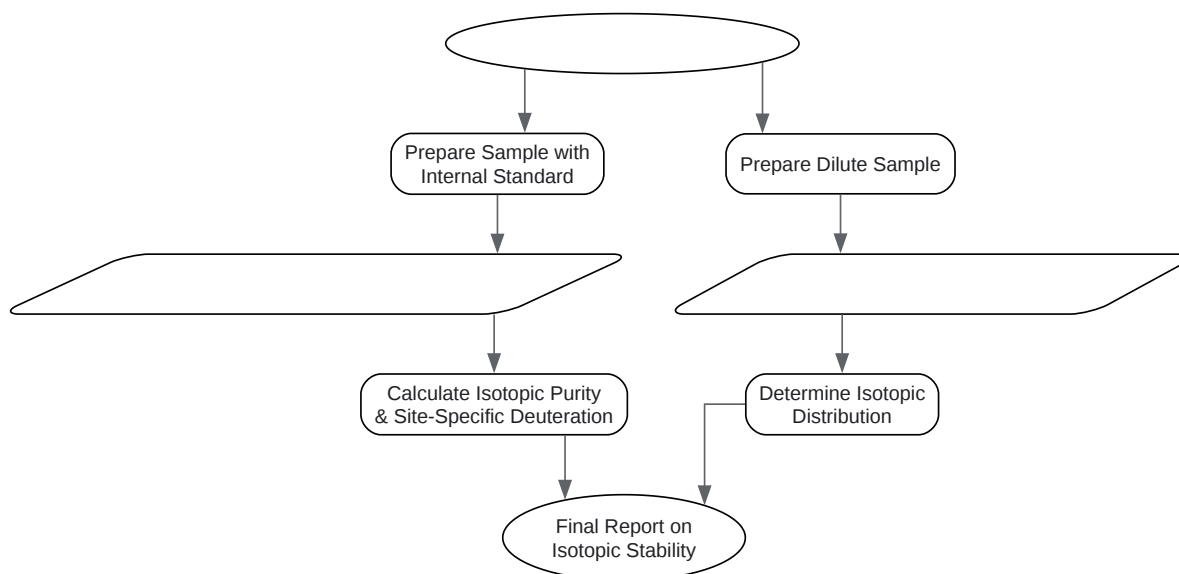 Prepare Sample with
Internal Standard
Prepare Dilute Sample
Calculate Isotopic Purity
& Site-Specific Deuteration
Determine Isotopic
Distribution
Final Report on
Isotopic Stability